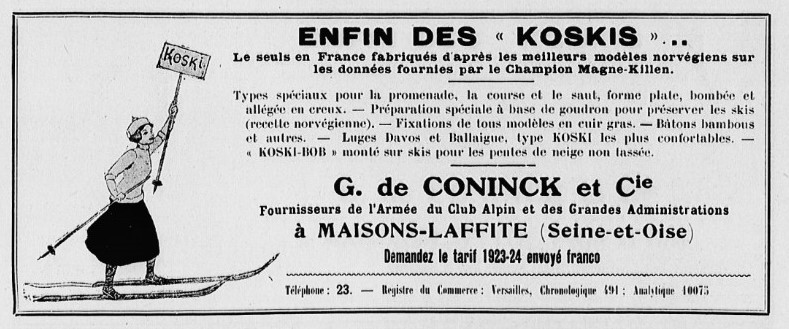 KOSKI.
ENFIN DES « KOSKIS »...
Le seuls en France fabriqués d'après les meilleurs modèles norvégiens sur
les données fournies par le Champion Magne-Killen.
Types spéciaux pour la promenade, la course et le saut, forme plate, bombée et
allégée en creux. — Préparation spéciale à base de goudron pour préserver les skis
(recette norvégienne). — Fixations de tous modèles en cuir gras. — Bâtons bambous
et autres. — Luges Davos et Ballaigue, type KOSKI les plus confortables. —
« KOSKI-BOB » monté sur skis pour les pentes de neige non tassée.
G. de CONINCK et Cie
Fournisseurs de l'Armée du Club Alpin et des Grandes Administrations
à MAISONS-LAFFITE (Seine-et-Oise)
Demandez le tarif 1923-24 envoyé franco
Téléphone : 23. — Registre du Commerce : Versailles, Chronologique 491 ; Analytique 10075